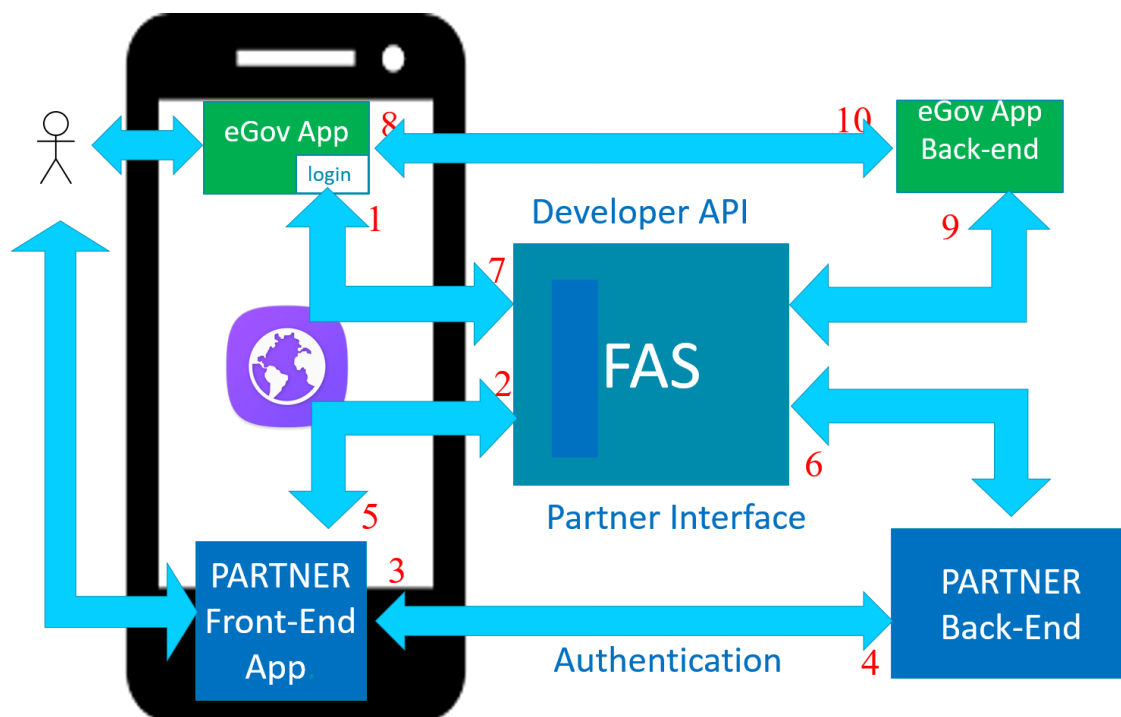 eGov App
login
8
10
eGov App
Back-end
1
Developer API
9
7
FAS
2
6
5
Partner Interface
PARTNER
Front-End
App.
3
PARTNER
Back-End
Authentication
4